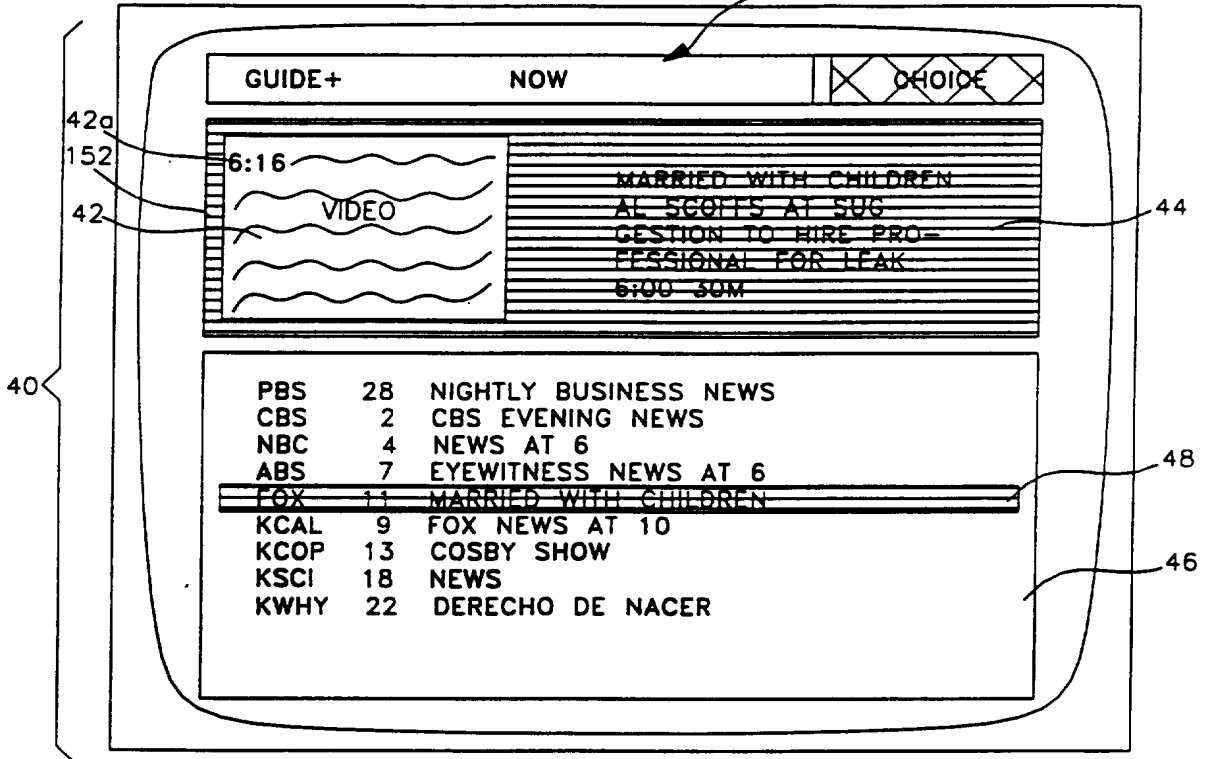 GUIDE+ NOW CHOICE
42a
6:16
152
VIDEO
42
MARRIED WITH CHILDREN
AL SCOFFS AT SUG-
GESTION TO HIRE PRO-
FESSIONAL FOR LEAK
6:00 30M
44
40
PBS 28 NIGHTLY BUSINESS NEWS
CBS 2 CBS EVENING NEWS
NBC 4 NEWS AT 6
ABS 7 EYEWITNESS NEWS AT 6
48
FOX 11 MARRIED WITH CHILDREN
KCAL 9 FOX NEWS AT 10
KCOP 13 COSBY SHOW
46
KSCI 18 NEWS
KWHY 22 DERECHO DE NACER